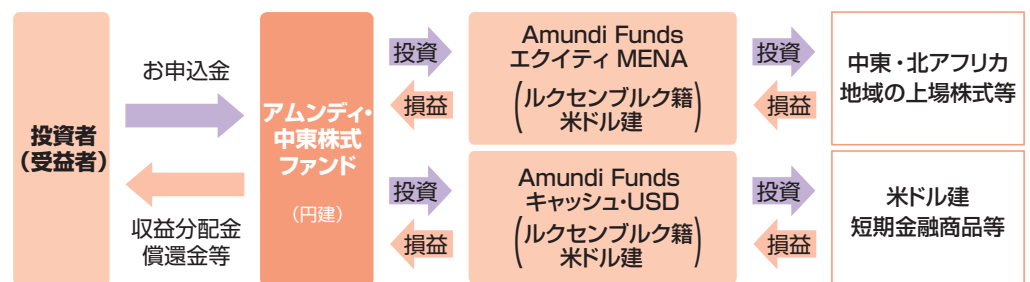 投資者
（受益者）
お申込金
収益分配金
償還金等
アムンディ・
中東株式
ファンド
（円建）
投資
損益
Amundi Funds
エクイティ MENA
（ルクセンブルク籍
米ドル建）
投資
損益
中東・北アフリカ
地域の上場株式等
投資
損益
Amundi Funds
キャッシュ・USD
（ルクセンブルク籍
米ドル建）
投資
損益
米ドル建
短期金融商品等